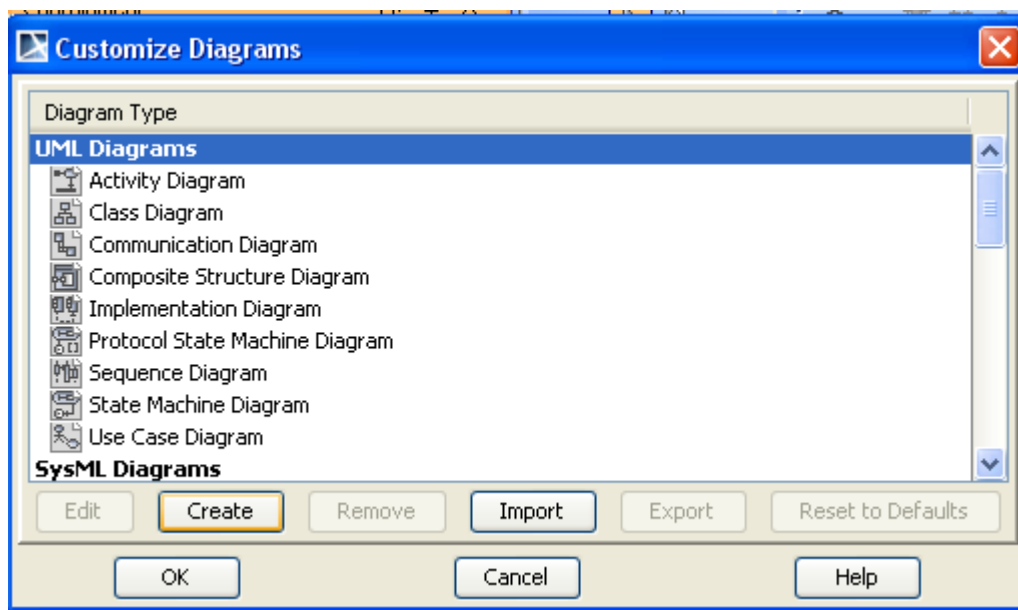 Customize Diagrams
Diagram Type
UML Diagrams
Activity Diagram
Class Diagram
Communication Diagram
Composite Structure Diagram
Implementation Diagram
Protocol State Machine Diagram
Sequence Diagram
State Machine Diagram
Use Case Diagram
SysML Diagrams
Edit Create Remove Import Export Reset to Defaults
OK Cancel Help